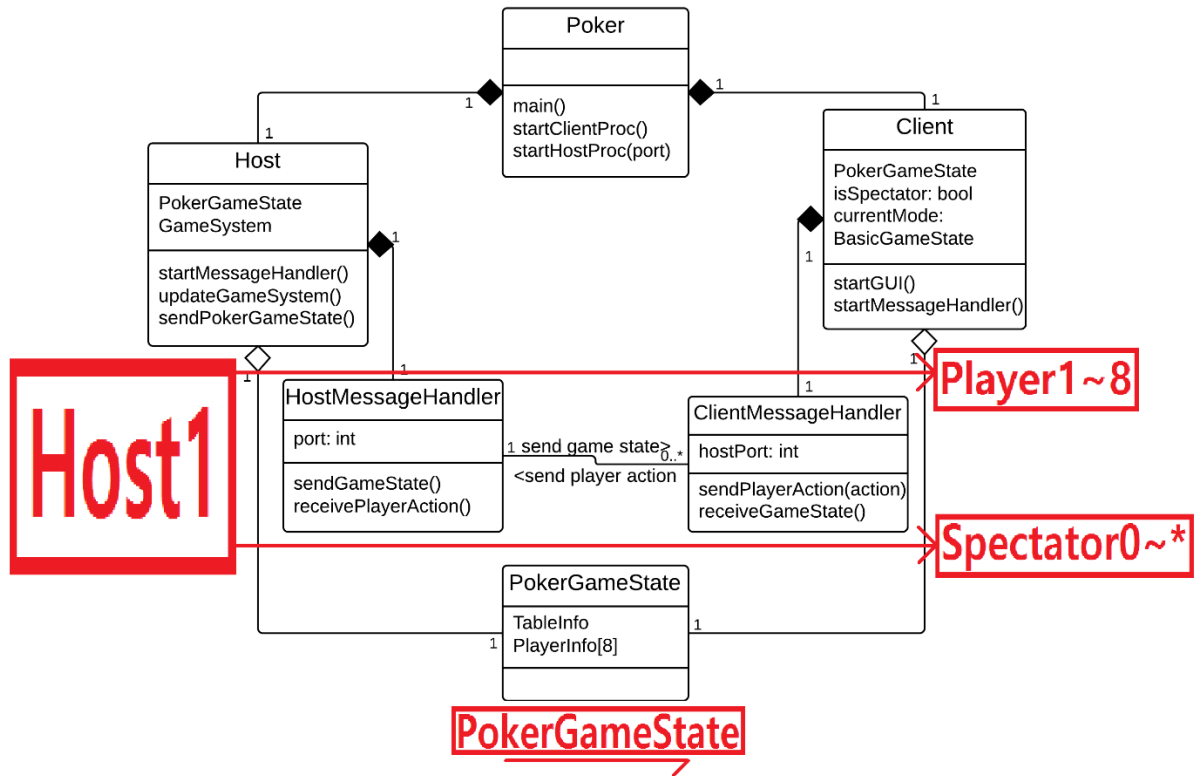 Poker
main()
startClientProc()
startHostProc(port)
1
1
1
1
Host
PokerGameState
GameSystem
startMessageHandler()
updateGameSystem()
sendPokerGameState()
Client
PokerGameState
isSpectator: bool
currentMode:
BasicGameState
startGUI()
startMessageHandler()
1
1
1
1
1
1
Host1
Player1~8
HostMessageHandler
port: int
sendGameState()
receivePlayerAction()
1 send game state>
0..*
<send player action
ClientMessageHandler
hostPort: int
sendPlayerAction(action)
receiveGameState()
Spectator0~*
PokerGameState
TableInfo
PlayerInfo[8]
1
1
PokerGameState